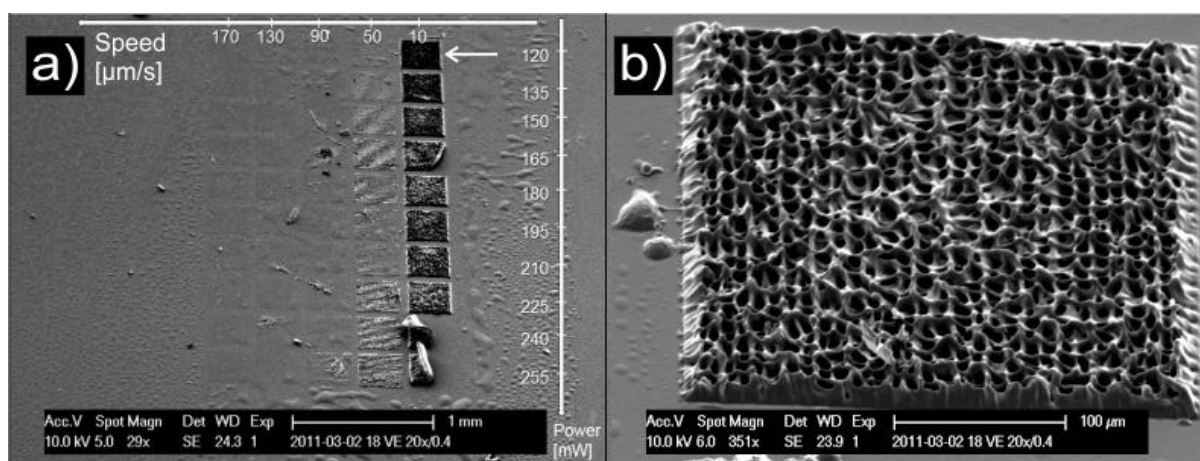 a)
Speed
[µm/s]
170 130 90 50 10
120
135
150
165
180
195
210
225
240
255
Power
[mW]
Acc.V Spot Magn Det WD Exp 1 mm
10.0 kV 5.0 29x SE 24.3 1 2011-03-02 18 VE 20x/0.4
b)
Acc.V Spot Magn Det WD Exp 100 µm
10.0 kV 6.0 351x SE 23.9 1 2011-03-02 18 VE 20x/0.4